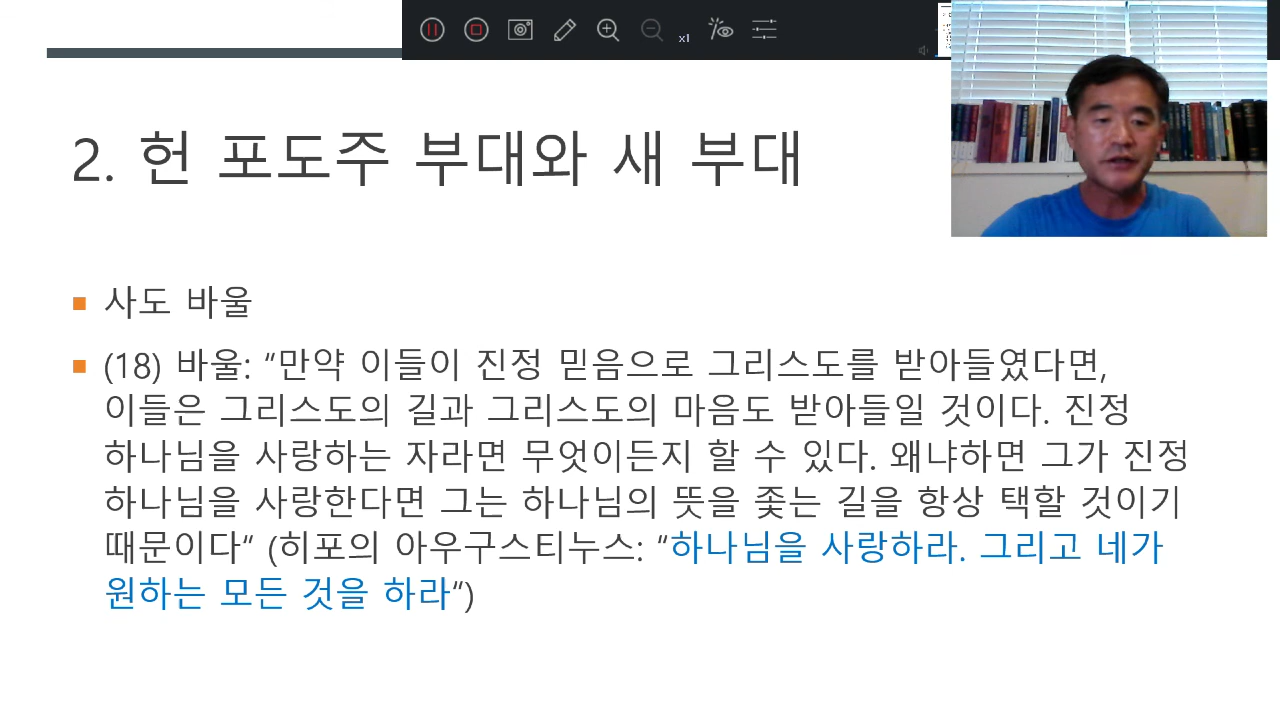 x1
2. 헌 포도주 부대와 새 부대
사도 바울
(18) 바울: “만약 이들이 진정 믿음으로 그리스도를 받아들였다면,
이들은 그리스도의 길과 그리스도의 마음도 받아들일 것이다. 진정
하나님을 사랑하는 자라면 무엇이든지 할 수 있다. 왜냐하면 그가 진정
하나님을 사랑한다면 그는 하나님의 뜻을 좇는 길을 항상 택할 것이기
때문이다“ (히포의 아우구스티누스: “하나님을 사랑하라. 그리고 네가
원하는 모든 것을 하라“)